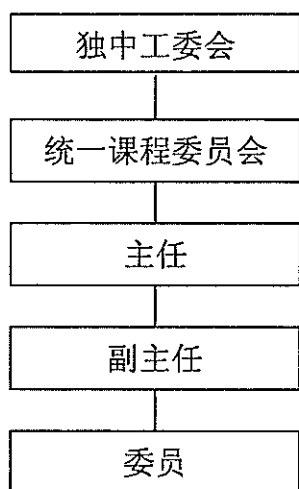 独中工委会
统一课程委员会
主任
副主任
委员